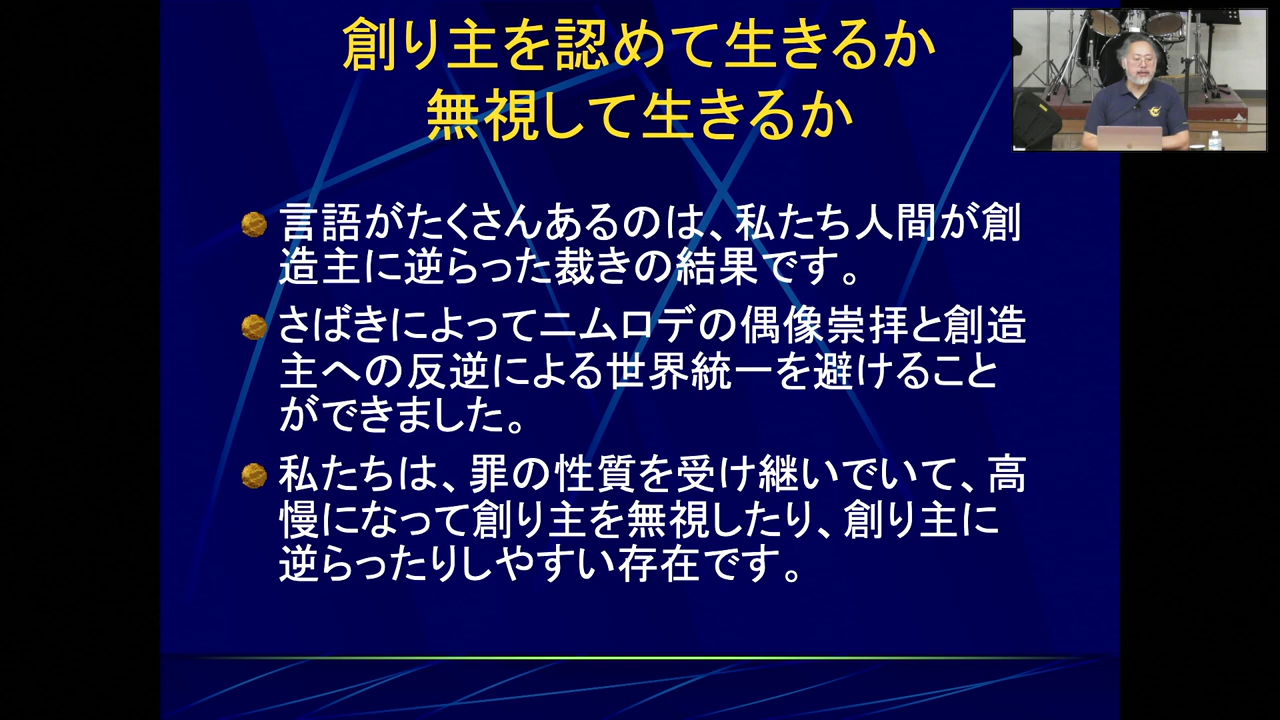 創り主を認めて生きるか
無視して生きるか
言語がたくさんあるのは、私たち人間が創
造主に逆らった裁きの結果です。
さばきによってニムロデの偶像崇拝と創造
主への反逆による世界統一を避けること
ができました。
私たちは、罪の性質を受け継いでいて、高
慢になって創り主を無視したり、創り主に
逆らったりしやすい存在です。